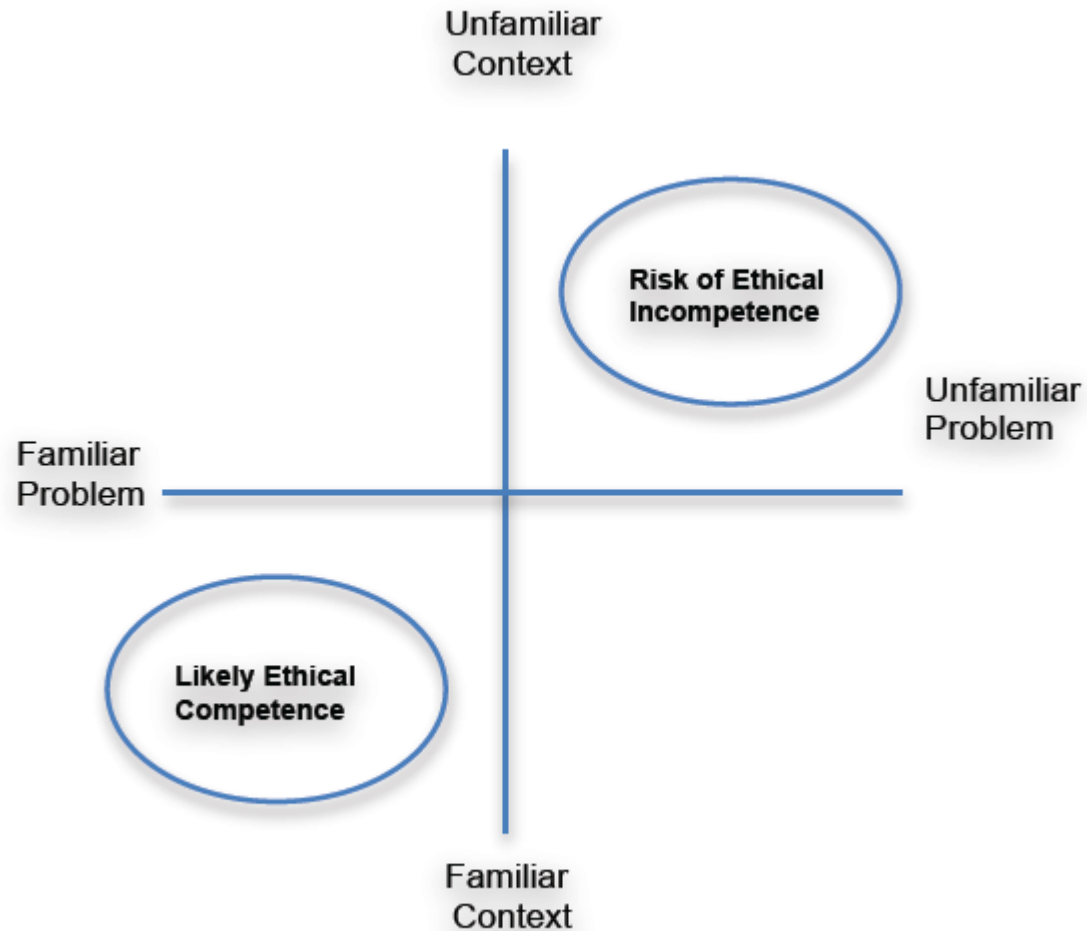 Unfamiliar
Context
Risk of Ethical
Incompetence
Unfamiliar
Problem
Familiar
Problem
Likely Ethical
Competence
Familiar
Context